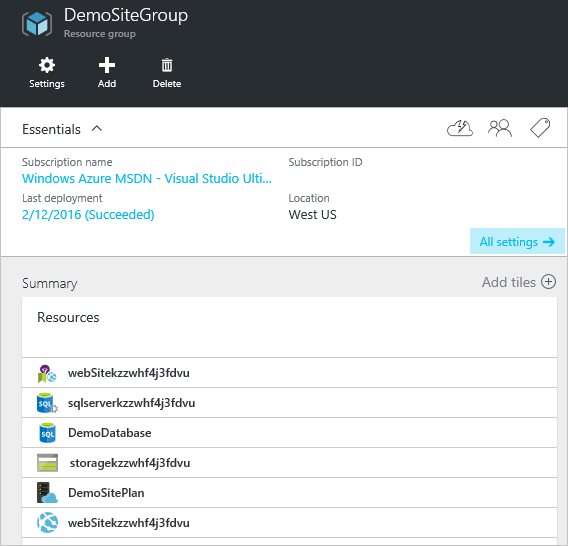 DemoSiteGroup
Resource group
Settings
Add
Delete
Essentials
Subscription name
Subscription ID
Windows Azure MSDN - Visual Studio Ulti...
Last deployment
Location
2/12/2016 (Succeeded)
West US
All settings →
Summary
Add tiles
Resources
webSitekzzwhf4j3fdvu
sqlserverkzzwhf4j3fdvu
SQL
DemoDatabase
SQL
storagekzzwhf4j3fdvu
DemoSitePlan
webSitekzzwhf4j3fdvu